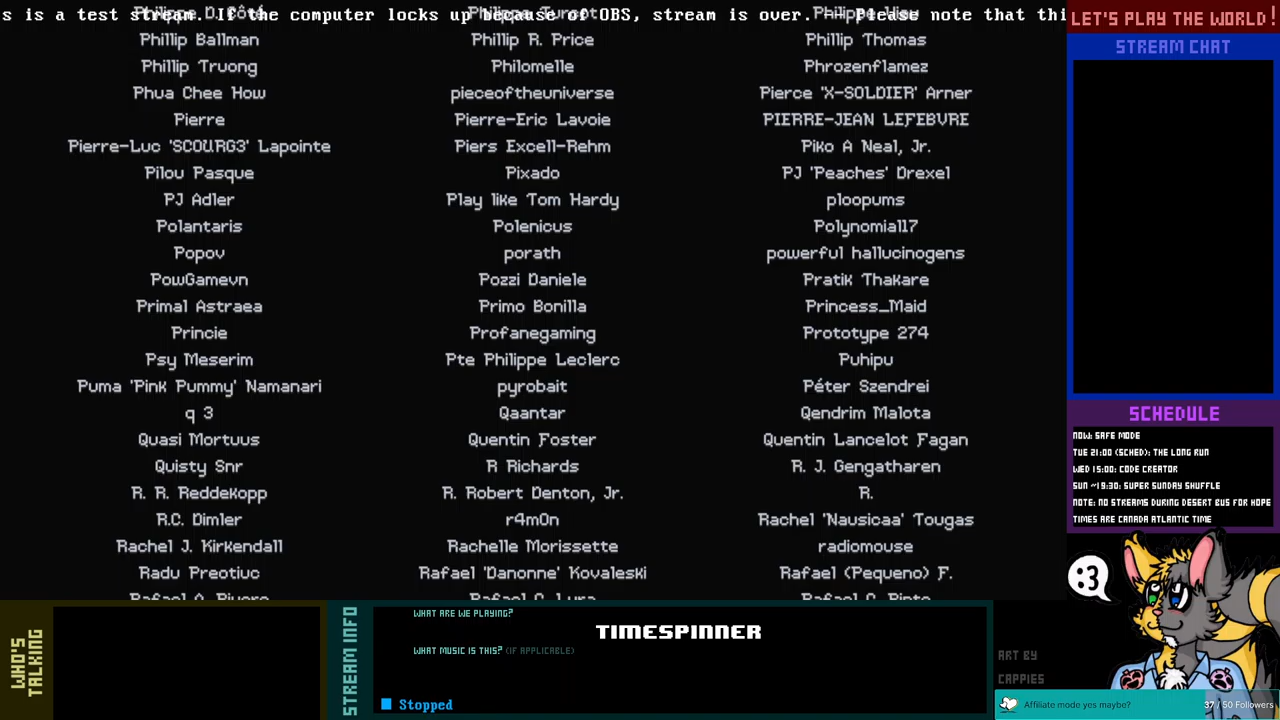 s is a test stream. If the computer locks up because of OBS, stream is over. -- Please note that thi
LET'S PLAY THE WORLD!
STREAM CHAT
Phillip Ballman Phillip R. Price Phillip Thomas
Phillip Truong Philomelle Phrozenflamez
Phua Chee How pieceoftheuniverse Pierce 'X-SOLDIER' Arner
Pierre Pierre-Eric Lavoie PIERRE-JEAN LEFEBVRE
Pierre-Luc 'SCOURG3' Lapointe Piers Excell-Rehm Piko A Neal, Jr.
Pilou Pasque Pixado PJ 'Peaches' Drexel
PJ Adler Play like Tom Hardy ploopums
Polantaris Polenicus Polynomial17
Popov porath powerful hallucinogens
PowGamevn Pozzi Daniele Pratik Thakare
Primal Astraea Primo Bonilla Princess_Maid
Princie Profanegaming Prototype 274
Psy Meserim Pte Philippe Leclerc Puhipu
Puma 'Pink Pummy' Namanari pyrobait Péter Szendrei
q 3 Qaantar Qendrim Malota
Quasi Mortuus Quentin Foster Quentin Lancelot Fagan
Quisty Snr R Richards R. J. Gengatharen
R. R. Reddekopp R. Robert Denton, Jr. R.
R.C. Dimler r4m0n Rachel 'Nausicaa' Tougas
Rachel J. Kirkendall Rachelle Morissette radiomouse
Radu Preotiuc Rafael 'Danonne' Kovaleski Rafael (Pequeno) F.
SCHEDULE
NOW: SAFE MODE
TUE 21:00 (SCHED): THE LONG RUN
WED 15:00: CODE CREATOR
SUN ~19:30: SUPER SUNDAY SHUFFLE
NOTE: NO STREAMS DURING DESERT BUS FOR HOPE
TIMES ARE CANADA ATLANTIC TIME
:3
WHO'S
TALKING
STREAM INFO
WHAT ARE WE PLAYING?
TIMESPINNER
WHAT MUSIC IS THIS? (IF APPLICABLE)
Stopped
ART BY
CAPPIES
Affiliate mode yes maybe? 37 / 50 Followers